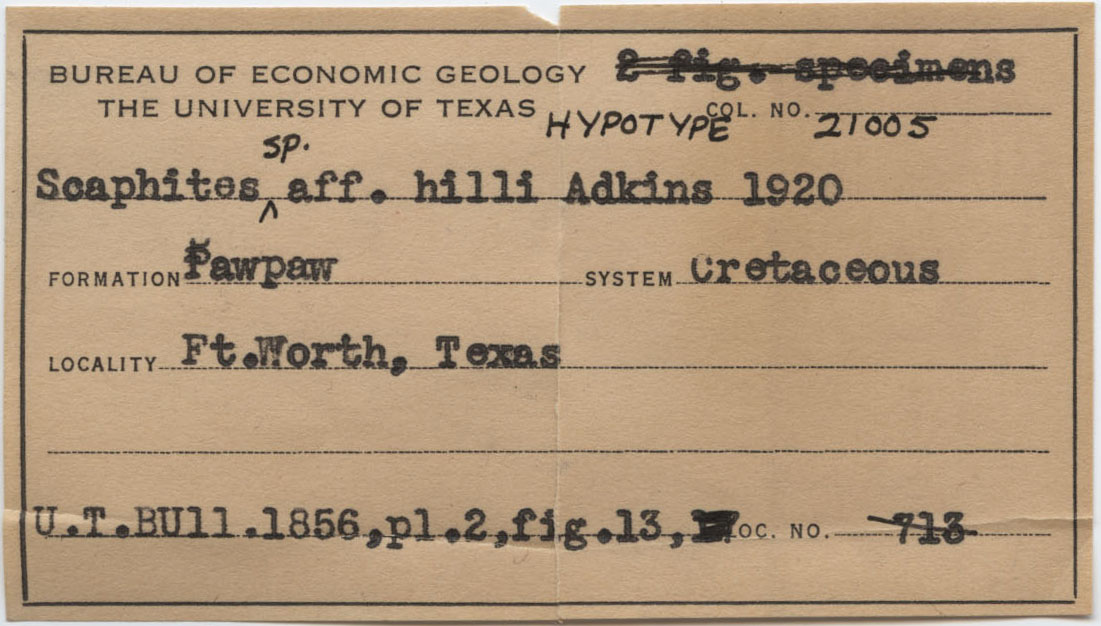 BUREAU OF ECONOMIC GEOLOGY 2 fig. specimens
THE UNIVERSITY OF TEXAS HYPOTYPE COL. NO. 21005
sp.
Scaphites ^ aff. hilli Adkins 1920
FORMATION Pawpaw SYSTEM Cretaceous
LOCALITY Ft.Worth, Texas
U.T.BUll.1856,pl.2,fig.13, LOC. NO. 713